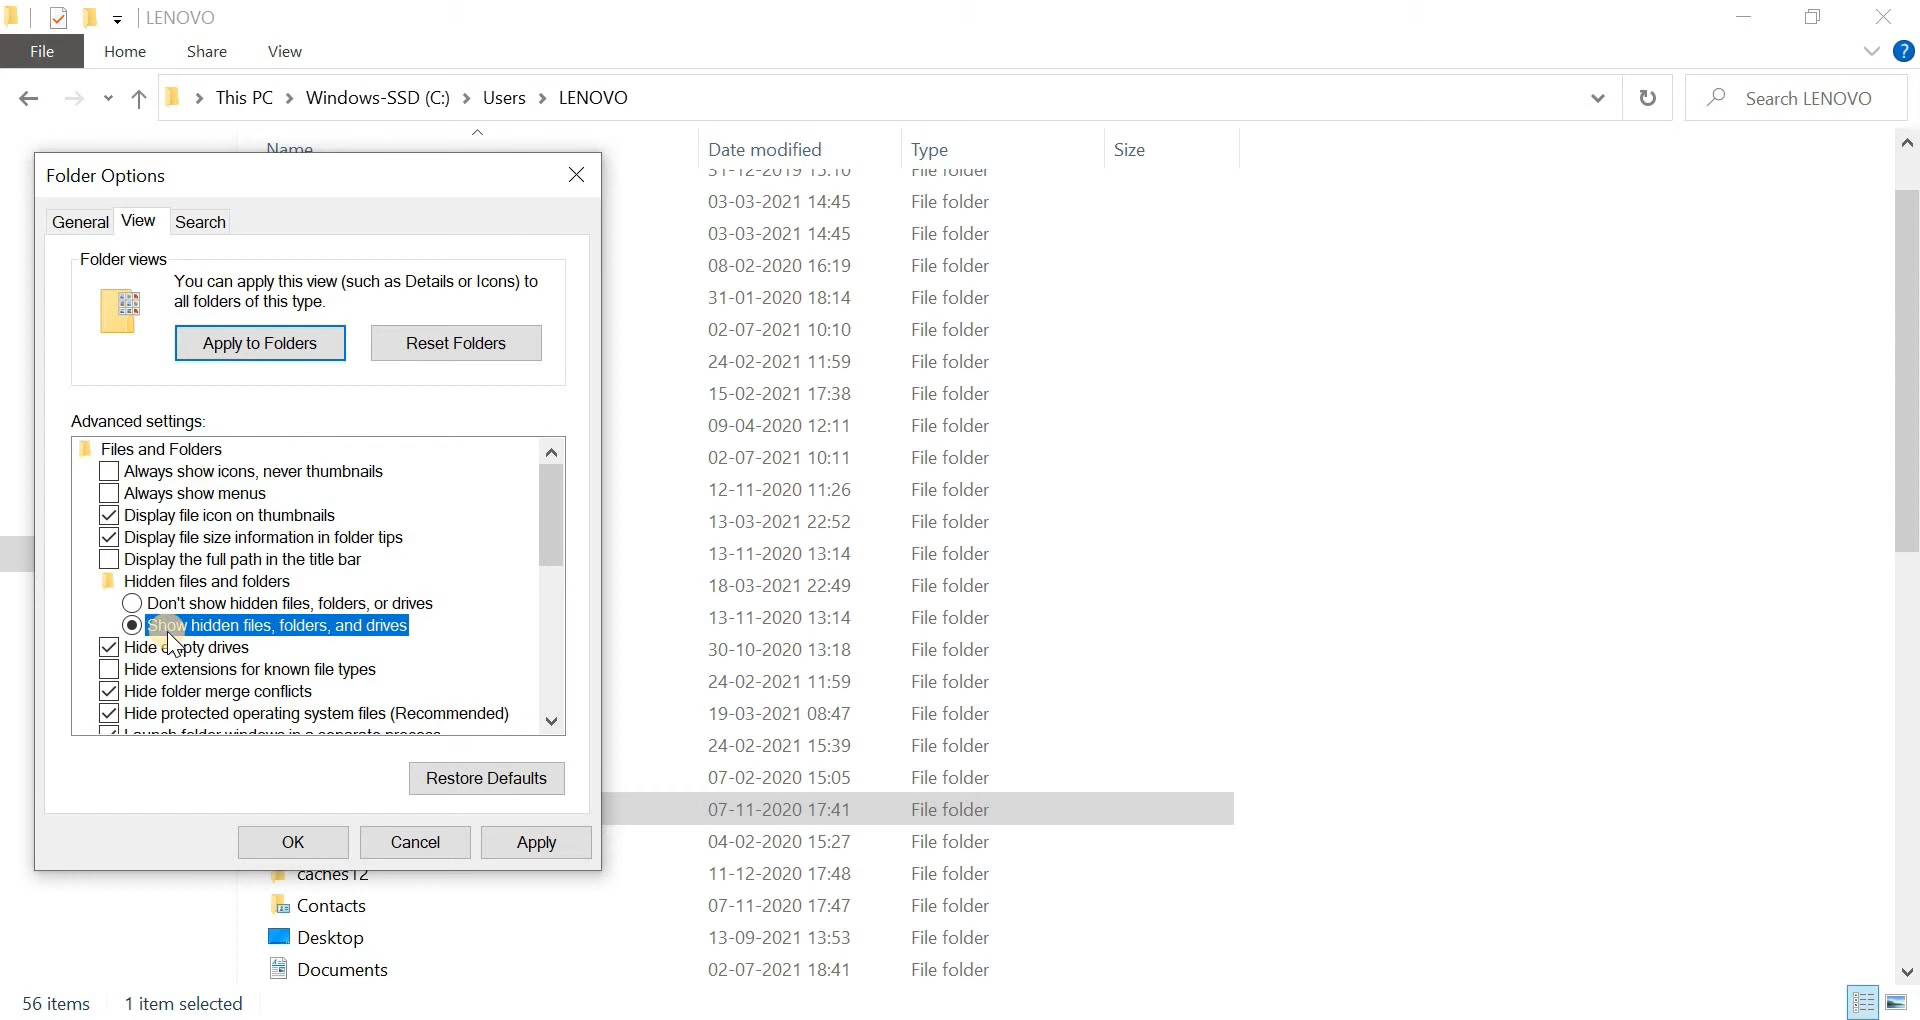 LENOVO
File Home Share View
This PC > Windows-SSD (C:) > Users > LENOVO
Search LENOVO
Name Date modified Type Size
Folder Options
General View Search
Folder views
You can apply this view (such as Details or Icons) to
all folders of this type.
Apply to Folders Reset Folders
Advanced settings:
Files and Folders
Always show icons, never thumbnails
Always show menus
Display file icon on thumbnails
Display file size information in folder tips
Display the full path in the title bar
Hidden files and folders
Don't show hidden files, folders, or drives
Show hidden files, folders, and drives
Hide empty drives
Hide extensions for known file types
Hide folder merge conflicts
Hide protected operating system files (Recommended)
Launch folder windows in a separate process
Restore Defaults
OK Cancel Apply
31-12-2019 15:10 File folder
03-03-2021 14:45 File folder
03-03-2021 14:45 File folder
08-02-2020 16:19 File folder
31-01-2020 18:14 File folder
02-07-2021 10:10 File folder
24-02-2021 11:59 File folder
15-02-2021 17:38 File folder
09-04-2020 12:11 File folder
02-07-2021 10:11 File folder
12-11-2020 11:26 File folder
13-03-2021 22:52 File folder
13-11-2020 13:14 File folder
18-03-2021 22:49 File folder
13-11-2020 13:14 File folder
30-10-2020 13:18 File folder
24-02-2021 11:59 File folder
19-03-2021 08:47 File folder
24-02-2021 15:39 File folder
07-02-2020 15:05 File folder
07-11-2020 17:41 File folder
04-02-2020 15:27 File folder
caches12 11-12-2020 17:48 File folder
Contacts 07-11-2020 17:47 File folder
Desktop 13-09-2021 13:53 File folder
Documents 02-07-2021 18:41 File folder
56 items 1 item selected